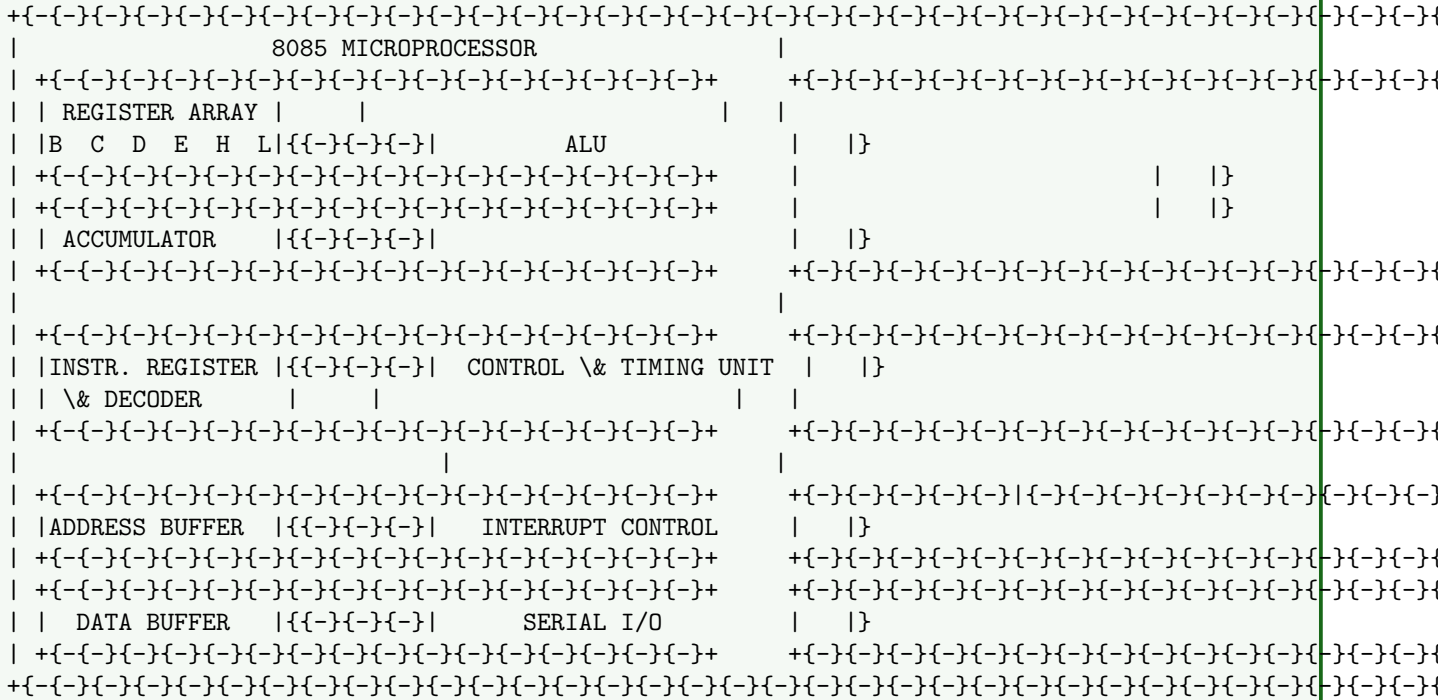 +{-{-}{-}{-}{-}{-}{-}{-}{-}{-}{-}{-}{-}{-}{-}{-}{-}{-}{-}{-}{-}{-}{-}{-}{-}{-}{-}{-}{-}{-}{-}{-}{-}{-}{
| 8085 MICROPROCESSOR |
| +{-{-}{-}{-}{-}{-}{-}{-}{-}{-}{-}{-}{-}{-}{-}{-}+ +{-}{-}{-}{-}{-}{-}{-}{-}{-}{-}{-}{-}{-}{-}{-}{
| | REGISTER ARRAY | | | |
| |B C D E H L|{{-}{-}{-}| ALU | |}
| +{-{-}{-}{-}{-}{-}{-}{-}{-}{-}{-}{-}{-}{-}{-}{-}+ | | |}
| +{-{-}{-}{-}{-}{-}{-}{-}{-}{-}{-}{-}{-}{-}{-}{-}+ | | |}
| | ACCUMULATOR |{{-}{-}{-}| | |}
| +{-{-}{-}{-}{-}{-}{-}{-}{-}{-}{-}{-}{-}{-}{-}{-}+ +{-}{-}{-}{-}{-}{-}{-}{-}{-}{-}{-}{-}{-}{-}{-}{
| |
| +{-{-}{-}{-}{-}{-}{-}{-}{-}{-}{-}{-}{-}{-}{-}{-}+ +{-}{-}{-}{-}{-}{-}{-}{-}{-}{-}{-}{-}{-}{-}{-}{
| |INSTR. REGISTER |{{-}{-}{-}| CONTROL \& TIMING UNIT | |}
| | \& DECODER | | | |
| +{-{-}{-}{-}{-}{-}{-}{-}{-}{-}{-}{-}{-}{-}{-}{-}+ +{-}{-}{-}{-}{-}{-}{-}{-}{-}{-}{-}{-}{-}{-}{-}{
| | |
| +{-{-}{-}{-}{-}{-}{-}{-}{-}{-}{-}{-}{-}{-}{-}{-}+ +{-}{-}{-}{-}{-}|{-}{-}{-}{-}{-}{-}{-}{-}{-}{-}
| |ADDRESS BUFFER |{{-}{-}{-}| INTERRUPT CONTROL | |}
| +{-{-}{-}{-}{-}{-}{-}{-}{-}{-}{-}{-}{-}{-}{-}{-}+ +{-}{-}{-}{-}{-}{-}{-}{-}{-}{-}{-}{-}{-}{-}{-}{
| +{-{-}{-}{-}{-}{-}{-}{-}{-}{-}{-}{-}{-}{-}{-}{-}+ +{-}{-}{-}{-}{-}{-}{-}{-}{-}{-}{-}{-}{-}{-}{-}{
| | DATA BUFFER |{{-}{-}{-}| SERIAL I/O | |}
| +{-{-}{-}{-}{-}{-}{-}{-}{-}{-}{-}{-}{-}{-}{-}{-}+ +{-}{-}{-}{-}{-}{-}{-}{-}{-}{-}{-}{-}{-}{-}{-}{
+{-{-}{-}{-}{-}{-}{-}{-}{-}{-}{-}{-}{-}{-}{-}{-}{-}{-}{-}{-}{-}{-}{-}{-}{-}{-}{-}{-}{-}{-}{-}{-}{-}{-}{